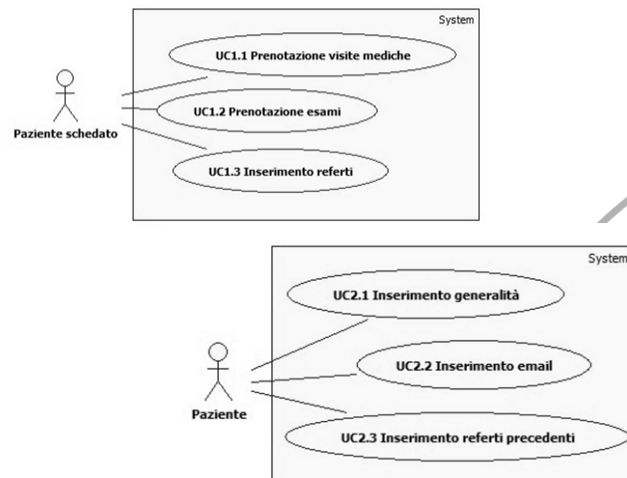 System
UC1.1 Prenotazione visite mediche
UC1.2 Prenotazione esami
Paziente schedato
UC1.3 Inserimento referti
System
UC2.1 Inserimento generalità
UC2.2 Inserimento email
Paziente
UC2.3 Inserimento referti precedenti